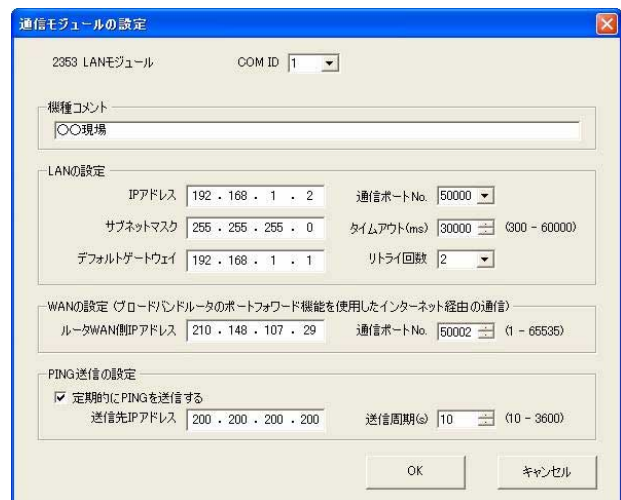 通信モジュールの設定
2353 LANモジュール COM ID 1
機種コメント
〇〇現場
LANの設定
IPアドレス 192 . 168 . 1 . 2 通信ポートNo. 50000
サブネットマスク 255 . 255 . 255 . 0 タイムアウト(ms) 30000 (300 - 60000)
デフォルトゲートウェイ 192 . 168 . 1 . 1 リトライ回数 2
WANの設定 (ブロードバンドルータのポートフォワード機能を使用したインターネット経由の通信)
ルータWAN側IPアドレス 210 . 148 . 107 . 29 通信ポートNo. 50002 (1 - 65535)
PING送信の設定
定期的にPINGを送信する
送信先IPアドレス 200 . 200 . 200 . 200 送信周期(s) 10 (10 - 3600)
OK キャンセル